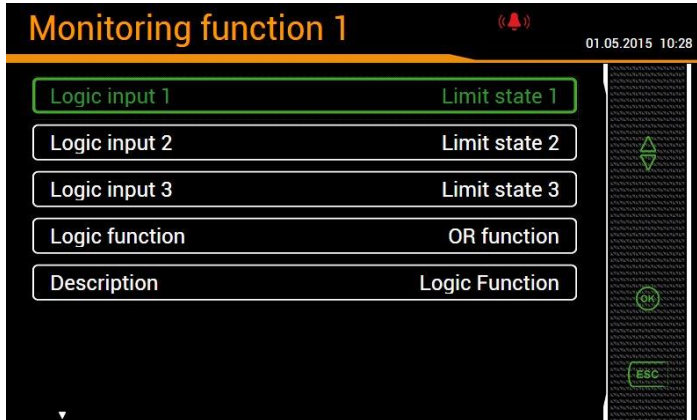 Monitoring function 1
01.05.2015 10:28
Logic input 1 Limit state 1
Logic input 2 Limit state 2
Logic input 3 Limit state 3
Logic function OR function
Description Logic Function
OK
ESC